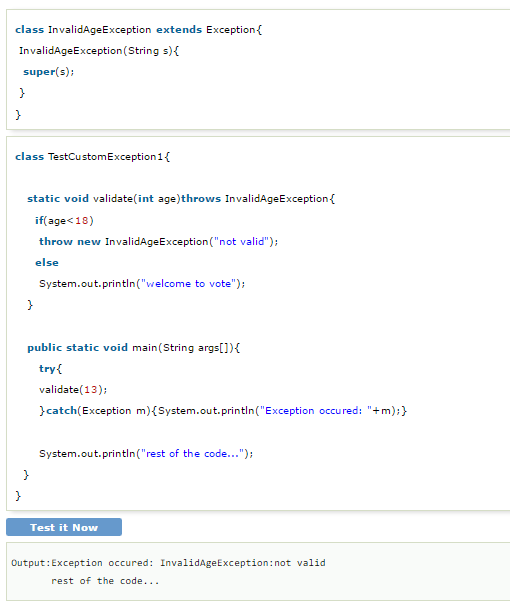 class InvalidAgeException extends Exception{
InvalidAgeException(String s){
super(s);
}
}
class TestCustomException1{
static void validate(int age)throws InvalidAgeException{
if(age<18)
throw new InvalidAgeException("not valid");
else
System.out.println("welcome to vote");
}
public static void main(String args[]){
try{
validate(13);
}catch(Exception m){System.out.println("Exception occured: "+m);}
System.out.println("rest of the code...");
}
}
Test it Now
Output:Exception occured: InvalidAgeException:not valid
rest of the code...